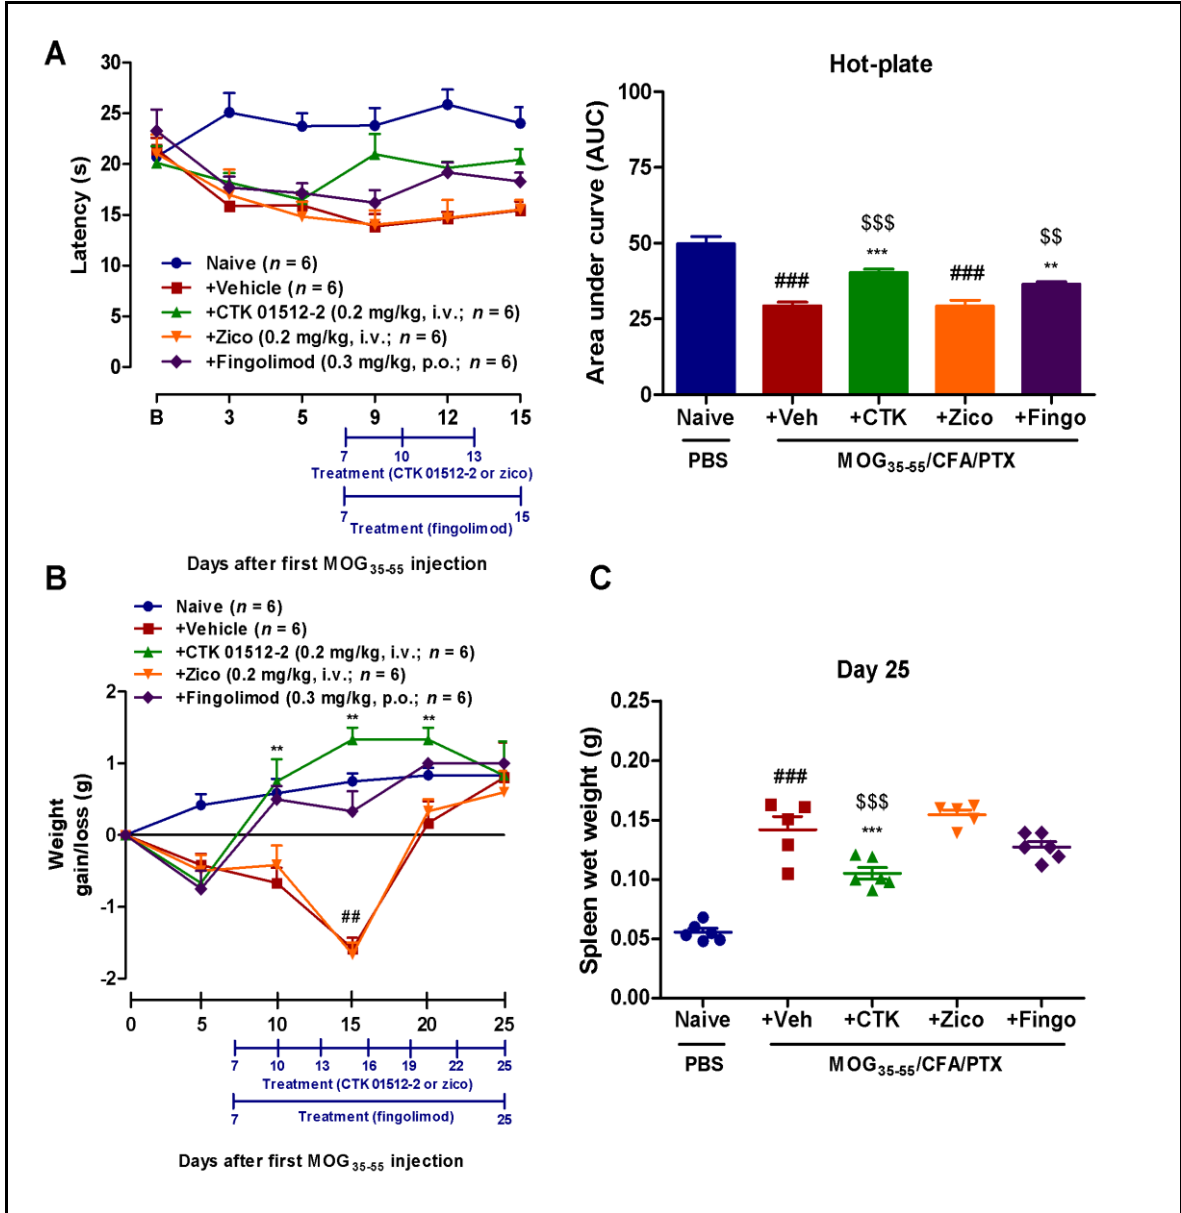 A
Hot-plate
Latency (s)
30
25
20
15
10
5
0
Naive (n = 6)
+Vehicle (n = 6)
+CTK 01512-2 (0.2 mg/kg, i.v.; n = 6)
+Zico (0.2 mg/kg, i.v.; n = 6)
+Fingolimod (0.3 mg/kg, p.o.; n = 6)
B 3 5 9 12 15
7 10 13
Treatment (CTK 01512-2 or zico)
7 15
Treatment (fingolimod)
Days after first MOG35-55 injection
Area under curve (AUC)
100
75
50
25
0
###
$$$
***
###
$$
**
Naive +Veh +CTK +Zico +Fingo
PBS MOG35-55/CFA/PTX
B
Naive (n = 6)
+Vehicle (n = 6)
+CTK 01512-2 (0.2 mg/kg, i.v.; n = 6)
+Zico (0.2 mg/kg, i.v.; n = 6)
+Fingolimod (0.3 mg/kg, p.o.; n = 6)
Weight
gain/loss (g)
2
1
0
-1
-2
** ** **
##
0 5 10 15 20 25
7 10 13 16 19 22 25
Treatment (CTK 01512-2 or zico)
7 Treatment (fingolimod) 25
Days after first MOG35-55 injection
C
Day 25
Spleen wet weight (g)
0.25
0.20
0.15
0.10
0.05
0.00
###
$$$
***
Naive +Veh +CTK +Zico +Fingo
PBS MOG35-55/CFA/PTX